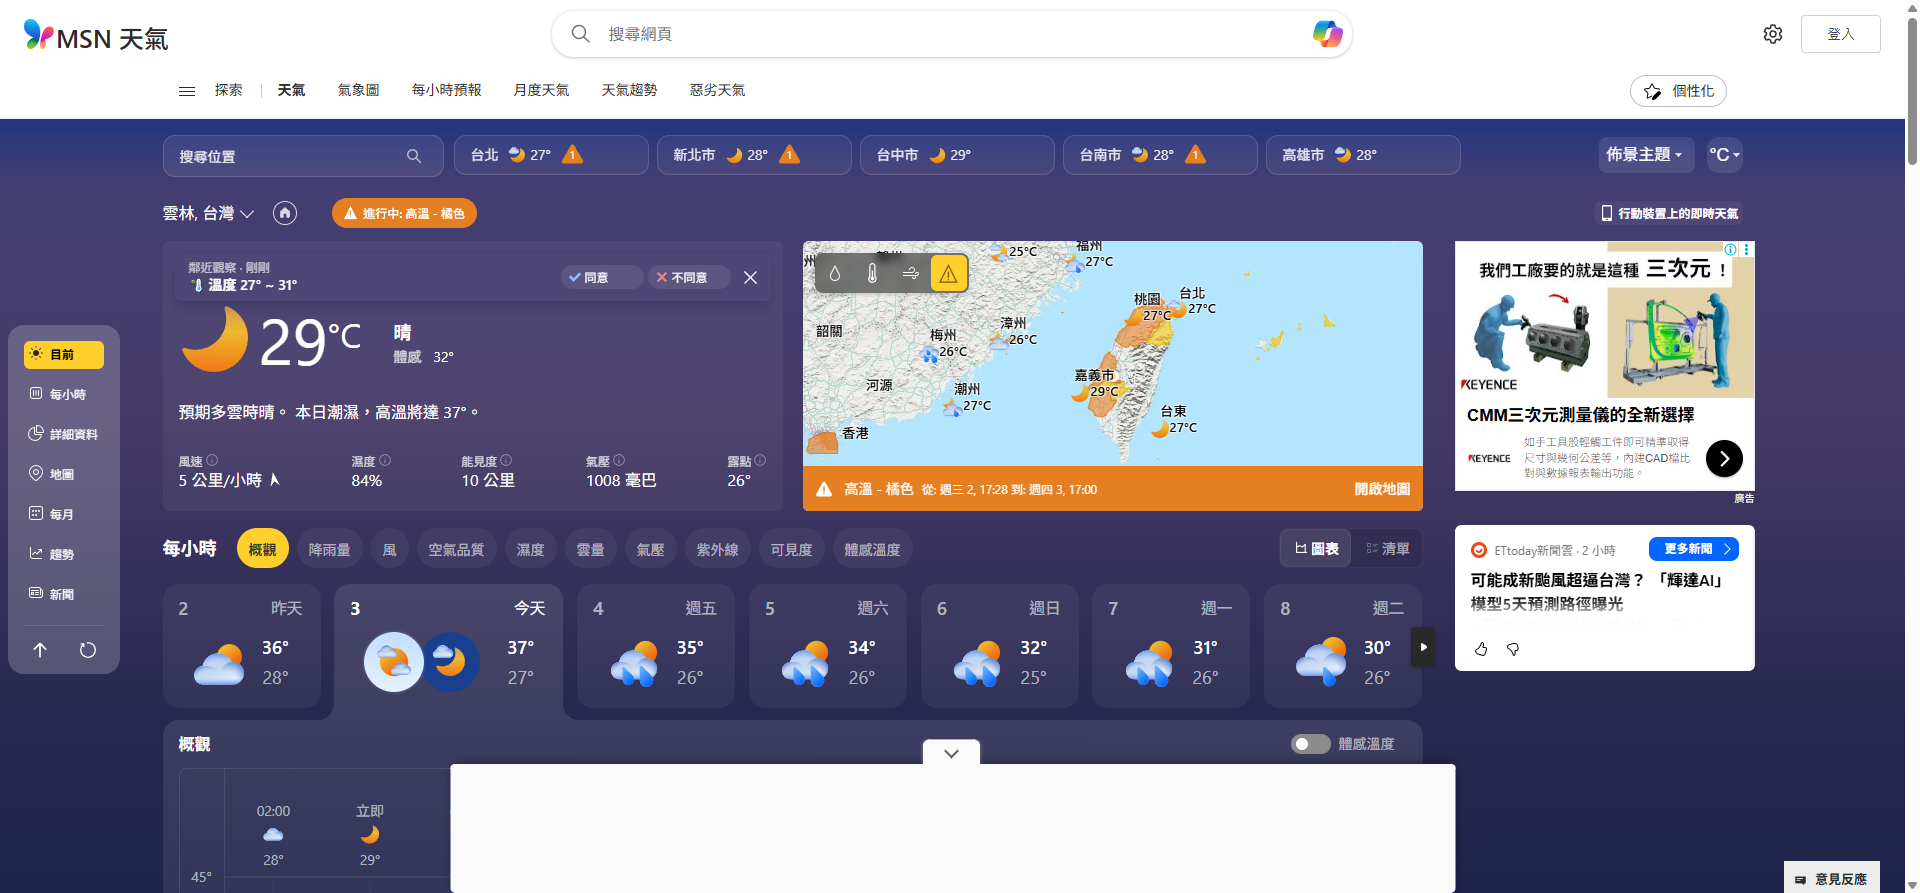 MSN 天氣
搜尋網頁
登入
探索
天氣
氣象圖
每小時預報
月度天氣
天氣趨勢
惡劣天氣
個性化
搜尋位置
台北 27° 1
新北市 28° 1
台中市 29°
台南市 28° 1
高雄市 28°
佈景主題
°C
雲林, 台灣
進行中: 高溫 - 橘色
行動裝置上的即時天氣
鄰近觀察 · 剛剛
溫度 27° ~ 31°
同意
不同意
29°C
晴
體感 32°
預期多雲時晴。 本日潮濕，高溫將達 37°。
風速
5 公里/小時
濕度
84%
能見度
10 公里
氣壓
1008 毫巴
露點
26°
25°C
福州
27°C
韶關
梅州
26°C
漳州
26°C
桃園
27°C
台北
27°C
河源
潮州
27°C
嘉義市
29°C
台東
27°C
香港
高溫 - 橘色 從: 週三 2, 17:28 到: 週四 3, 17:00
開啟地圖
目前
每小時
詳細資料
地圖
每月
趨勢
新聞
每小時
概觀
降雨量
風
空氣品質
濕度
雲量
氣壓
紫外線
可見度
體感溫度
圖表
清單
2 昨天
36°
28°
3 今天
37°
27°
4 週五
35°
26°
5 週六
34°
26°
6 週日
32°
25°
7 週一
31°
26°
8 週二
30°
26°
概觀
體感溫度
02:00
28°
立即
29°
45°
我們工廠要的就是這種 三次元 ！
KEYENCE
CMM三次元測量儀的全新選擇
KEYENCE
如手工具般輕觸工件即可精準取得
尺寸與幾何公差等，內建CAD檔比
對與數據報表輸出功能。
廣告
ETtoday新聞雲 · 2 小時
更多新聞
可能成新颱風超逼台灣？ 「輝達AI」
模型5天預測路徑曝光
意見反應